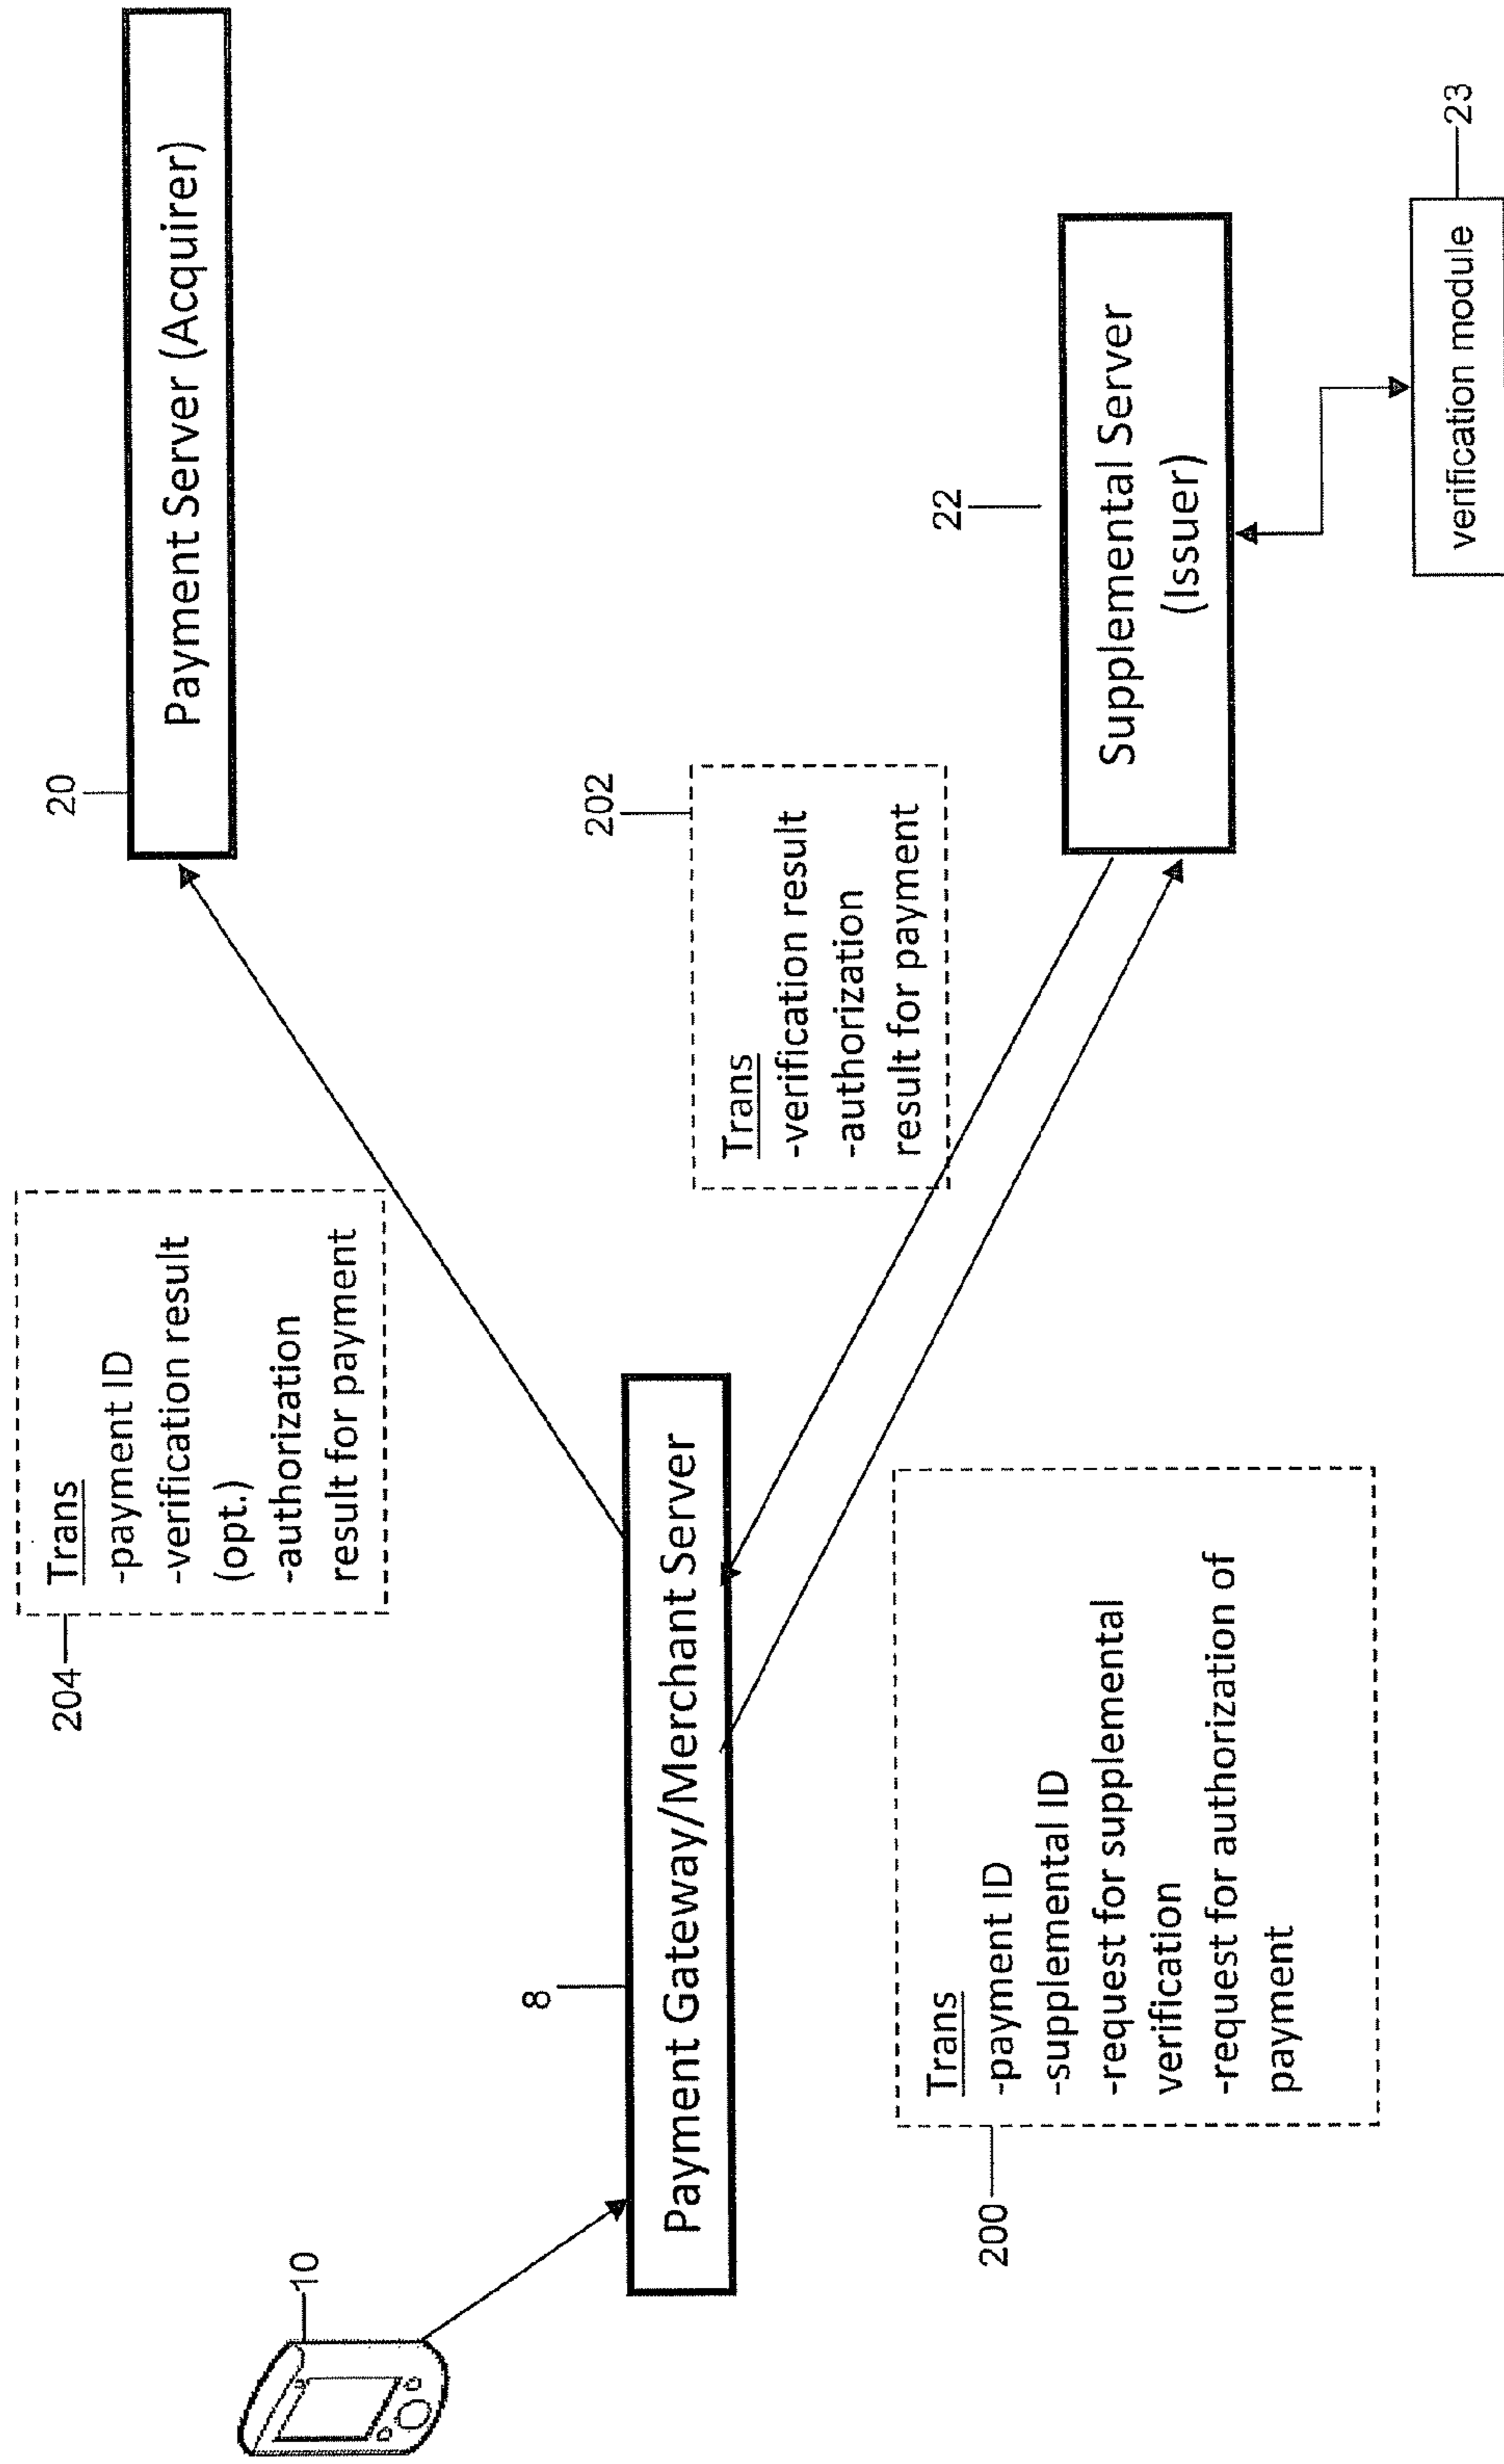 20
Payment Server (Acquirer)
204
Trans
-payment ID
-verification result
(opt.)
-authorization
result for payment
10
8
Payment Gateway/Merchant Server
202
Trans
-verification result
-authorization
result for payment
22
Supplemental Server
(Issuer)
200
Trans
-payment ID
-supplemental ID
-request for supplemental
verification
-request for authorization of
payment
23
verification module